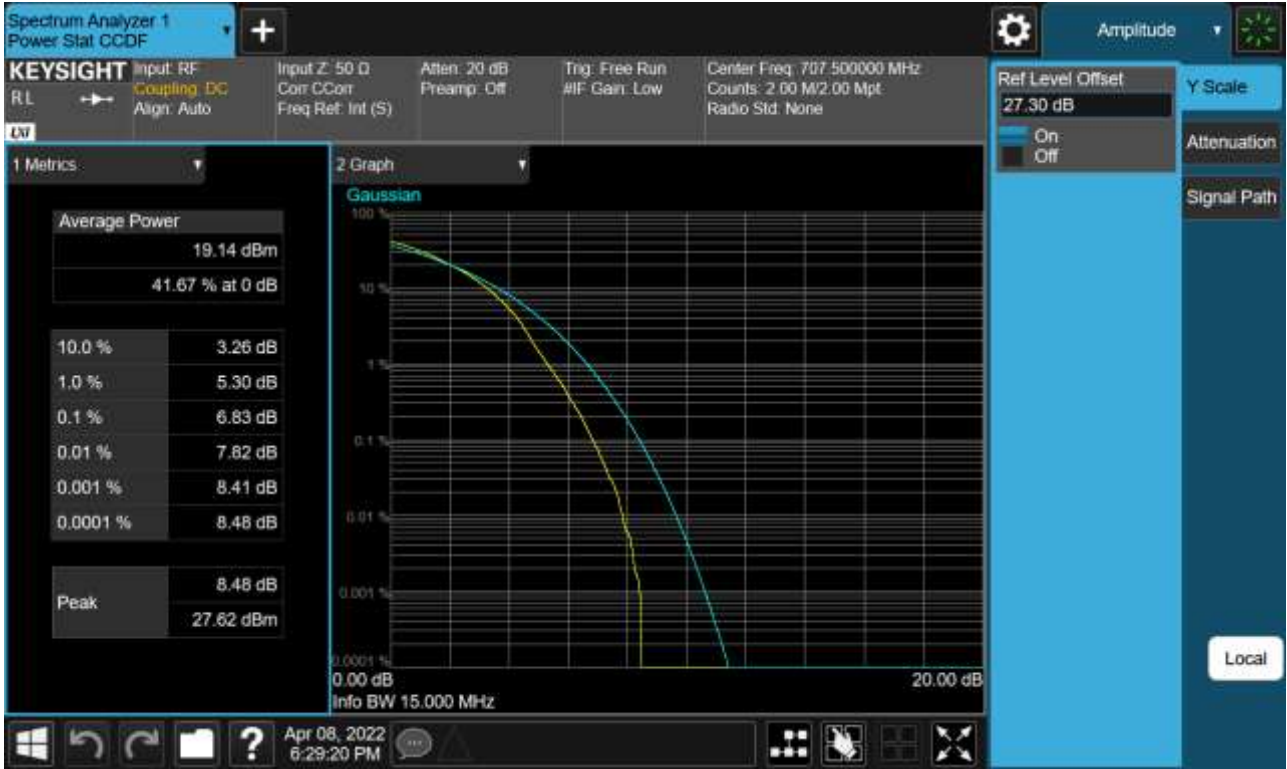 Spectrum Analyzer 1
Power Stat CCDF
+
Amplitude
KEYSIGHT
RL
LXI
Input: RF
Coupling: DC
Align: Auto
Input Z: 50 Ω
Corr CCorr
Freq Ref: Int (S)
Atten: 20 dB
Preamp: Off
Trig: Free Run
#IF Gain: Low
Center Freq: 707.500000 MHz
Counts: 2.00 M/2.00 Mpt
Radio Std: None
Ref Level Offset
27.30 dB
On
Off
Y Scale
Attenuation
Signal Path
1 Metrics
Average Power
19.14 dBm
41.67 % at 0 dB
10.0 % 3.26 dB
1.0 % 5.30 dB
0.1 % 6.83 dB
0.01 % 7.82 dB
0.001 % 8.41 dB
0.0001 % 8.48 dB
Peak
8.48 dB
27.62 dBm
2 Graph
Gaussian
100 %
10 %
1 %
0.1 %
0.01 %
0.001 %
0.0001 %
0.00 dB
20.00 dB
Info BW 15.000 MHz
Local
?
Apr 08, 2022
6:29:20 PM